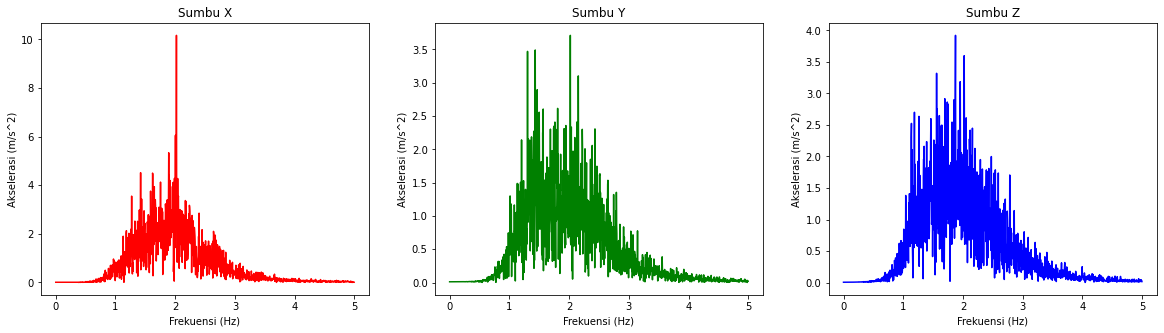 Sumbu X
Akselerasi (m/s^2)
10
8
6
4
2
0
0 1 2 3 4 5
Frekuensi (Hz)
Sumbu Y
Akselerasi (m/s^2)
3.5
3.0
2.5
2.0
1.5
1.0
0.5
0.0
0 1 2 3 4 5
Frekuensi (Hz)
Sumbu Z
Akselerasi (m/s^2)
4.0
3.5
3.0
2.5
2.0
1.5
1.0
0.5
0.0
0 1 2 3 4 5
Frekuensi (Hz)